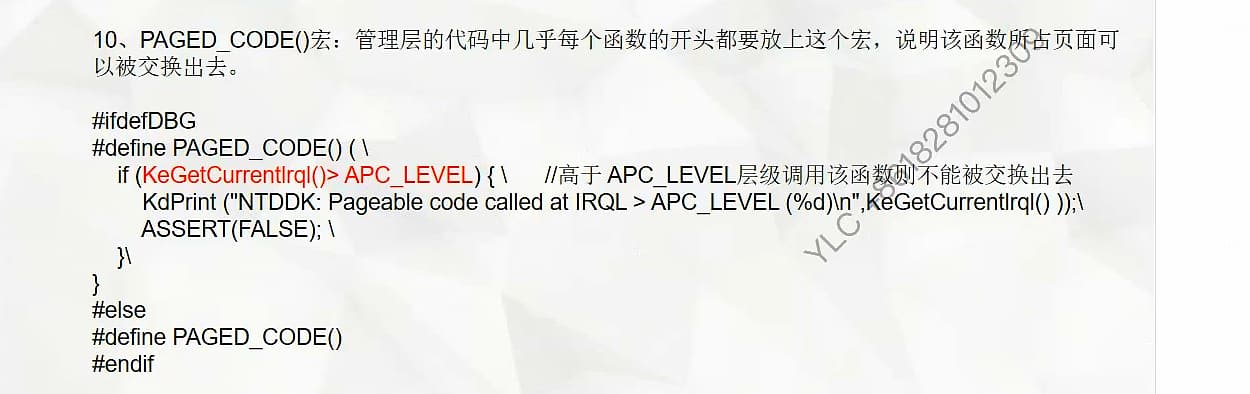 10、PAGED_CODE()宏：管理层的代码中几乎每个函数的开头都要放上这个宏，说明该函数所占页面可
以被交换出去。
#ifdefDBG
#define PAGED_CODE() ( \
if (KeGetCurrentIrql()> APC_LEVEL) { \ //高于 APC_LEVEL层级调用该函数则不能被交换出去
KdPrint ("NTDDK: Pageable code called at IRQL > APC_LEVEL (%d)\n",KeGetCurrentIrql() ));\
ASSERT(FALSE); \
}\
}
#else
#define PAGED_CODE()
#endif